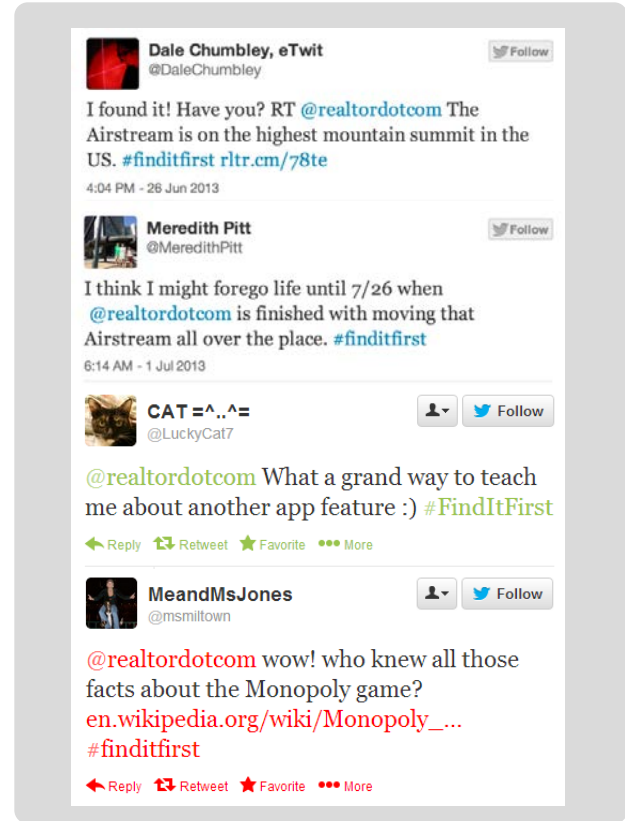 Dale Chumbley, eTwit
Follow
@DaleChumbley
I found it! Have you? RT @realtordotcom The
Airstream is on the highest mountain summit in the
US. #finditfirst rltr.cm/78te
4:04 PM - 26 Jun 2013
Meredith Pitt
Follow
@MeredithPitt
I think I might forego life until 7/26 when
@realtordotcom is finished with moving that
Airstream all over the place. #finditfirst
6:14 AM - 1 Jul 2013
CAT =^..^=
Follow
@LuckyCat7
@realtordotcom What a grand way to teach
me about another app feature :) #FindItFirst
Reply Retweet Favorite More
MeandMsJones
Follow
@msmiltown
@realtordotcom wow! who knew all those
facts about the Monopoly game?
en.wikipedia.org/wiki/Monopoly_...
#finditfirst
Reply Retweet Favorite More